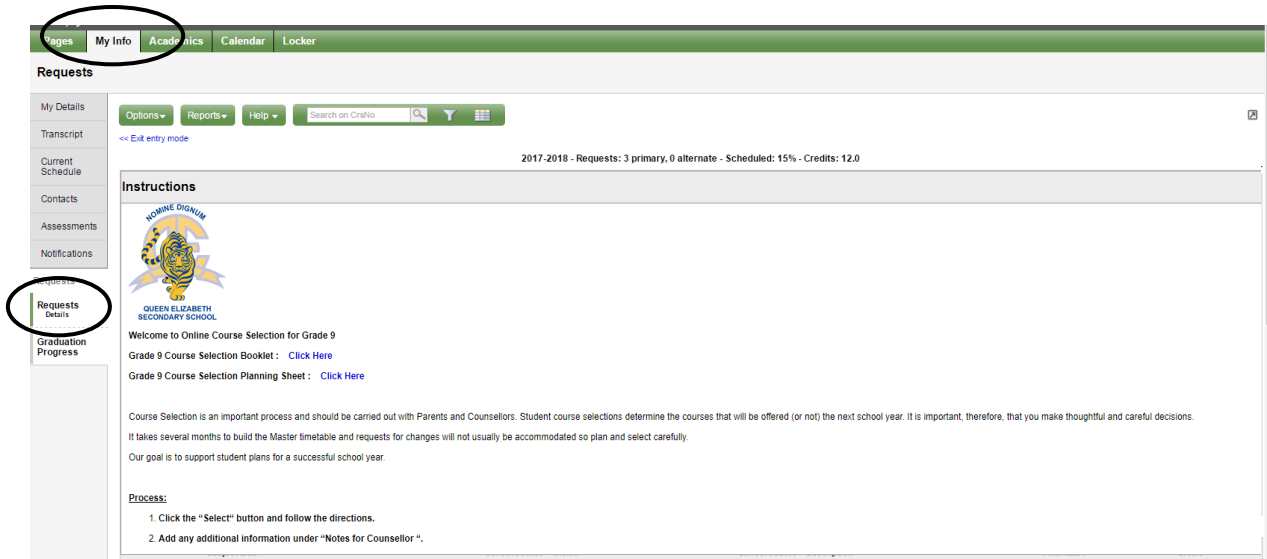 Pages My Info Academics Calendar Locker
Requests
My Details
Transcript
Current
Schedule
Contacts
Assessments
Notifications
Requests
Requests
Details
Graduation
Progress
Options Reports Help Search on CrsNo
<< Exit entry mode
2017-2018 - Requests: 3 primary, 0 alternate - Scheduled: 15% - Credits: 12.0
Instructions
NOMINE DIGNUM
QUEEN ELIZABETH
SECONDARY SCHOOL
Welcome to Online Course Selection for Grade 9
Grade 9 Course Selection Booklet : Click Here
Grade 9 Course Selection Planning Sheet : Click Here
Course Selection is an important process and should be carried out with Parents and Counsellors. Student course selections determine the courses that will be offered (or not) the next school year. It is important, therefore, that you make thoughtful and careful decisions.
It takes several months to build the Master timetable and requests for changes will not usually be accommodated so plan and select carefully.
Our goal is to support student plans for a successful school year.
Process:
1. Click the “Select“ button and follow the directions.
2. Add any additional information under “Notes for Counsellor “.